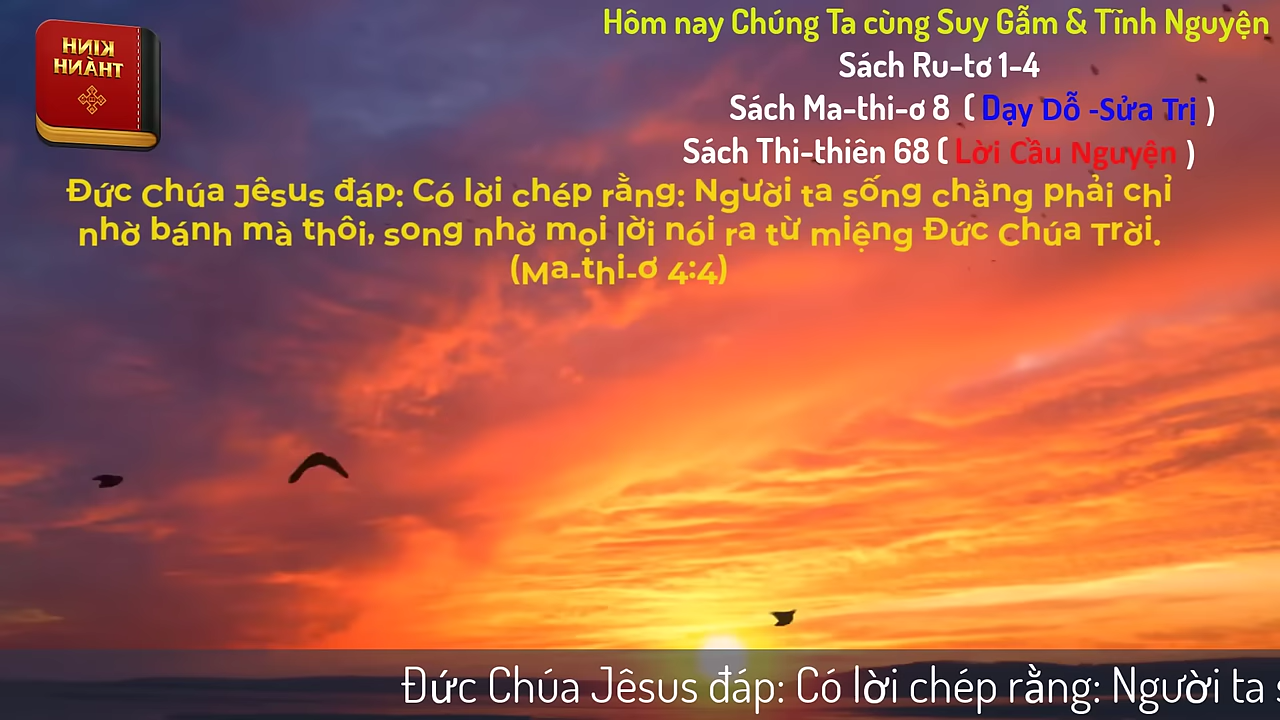 KINH
THÀNH
Hôm nay Chúng Ta cùng Suy Gẫm & Tĩnh Nguyện
Sách Ru-tơ 1-4
Sách Ma-thi-ơ 8 ( Dạy Dỗ -Sửa Trị )
Sách Thi-thiên 68 ( Lời Cầu Nguyện )
Đức Chúa Jêsus đáp: Có lời chép rằng: Người ta sống chẳng phải chỉ
nhờ bánh mà thôi, song nhờ mọi lời nói ra từ miệng Đức Chúa Trời.
(Ma-thi-ơ 4:4)
Đức Chúa Jêsus đáp: Có lời chép rằng: Người ta